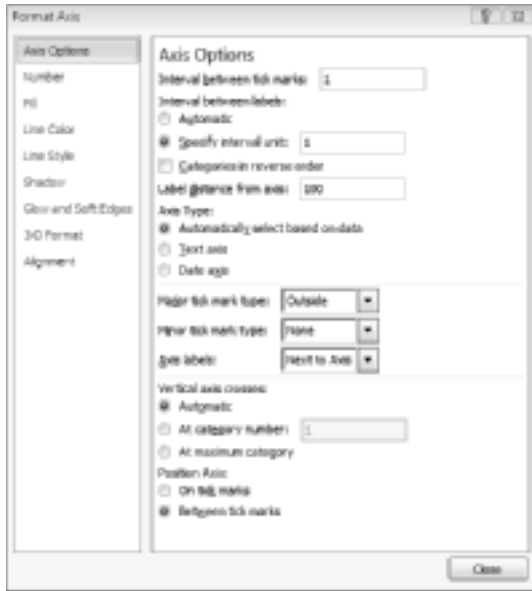 Format Axis
Axis Options
Number
Fill
Line Color
Line Style
Shadow
Glow and Soft Edges
3-D Format
Alignment
Axis Options
Interval between tick marks: 1
Interval between labels:
Automatic
Specify interval unit: 1
Categories in reverse order
Label distance from axis: 100
Axis Type:
Automatically select based on data
Text axis
Date axis
Major tick mark type: Outside
Minor tick mark type: None
Axis labels: Next to Axis
Vertical axis crosses:
Automatic
At category number: 1
At maximum category
Position Axis:
On tick marks
Between tick marks
Close